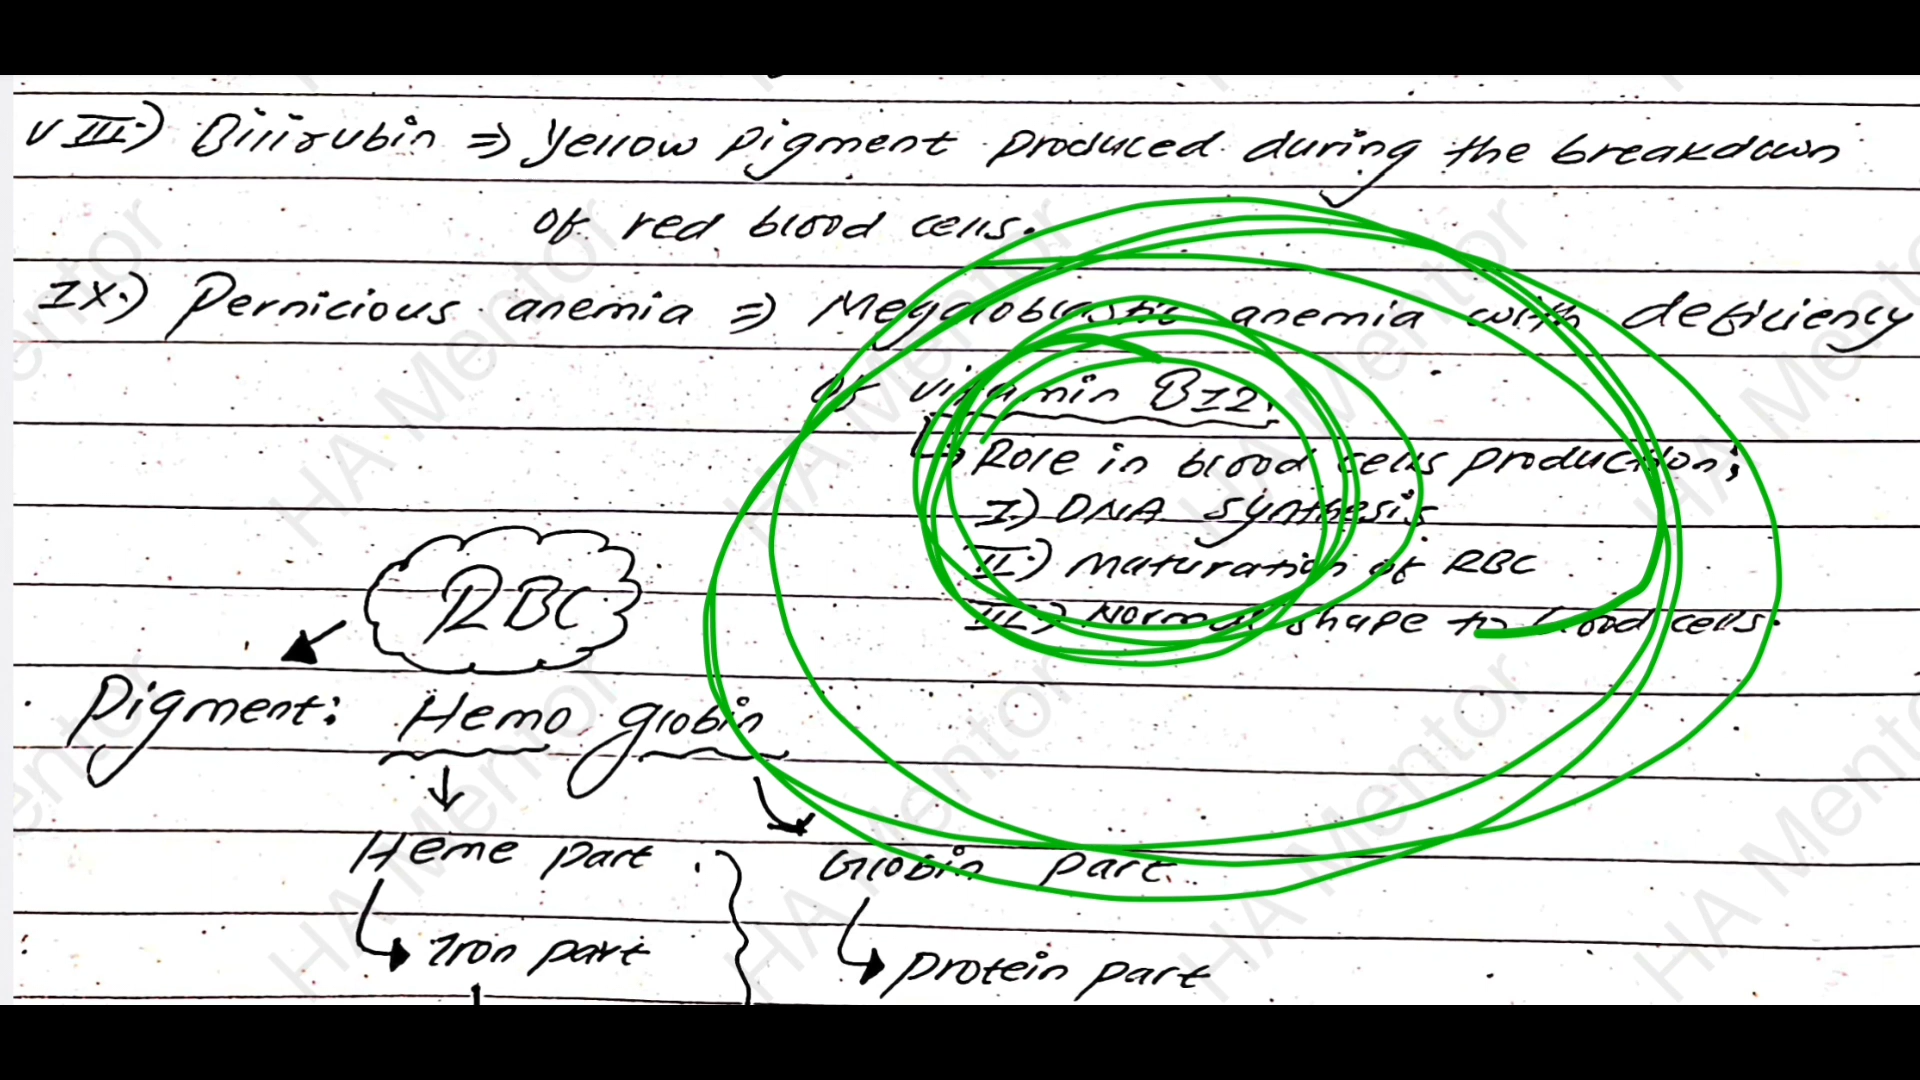 VIII.) Bilirubin ⇒ Yellow pigment produced during the breakdown
of red blood cells.
IX.) Pernicious anemia ⇒ Megaloblastic anemia with deficiency
of vitamin B12.
Role in blood cells production;
I.) DNA synthesis
II.) Maturation of RBC
III.) Normal shape to blood cells.
RBC
Pigment: Hemo globin
Heme part
Globin part
Iron part
Protein part
HA Mentor